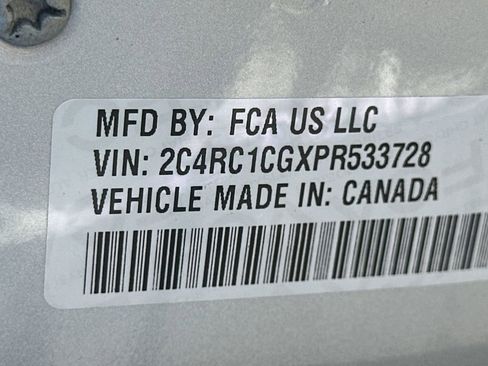 MFD BY: FCA US LLC
VIN: 2C4RC1CGXPR533728
VEHICLE MADE IN: CANADA